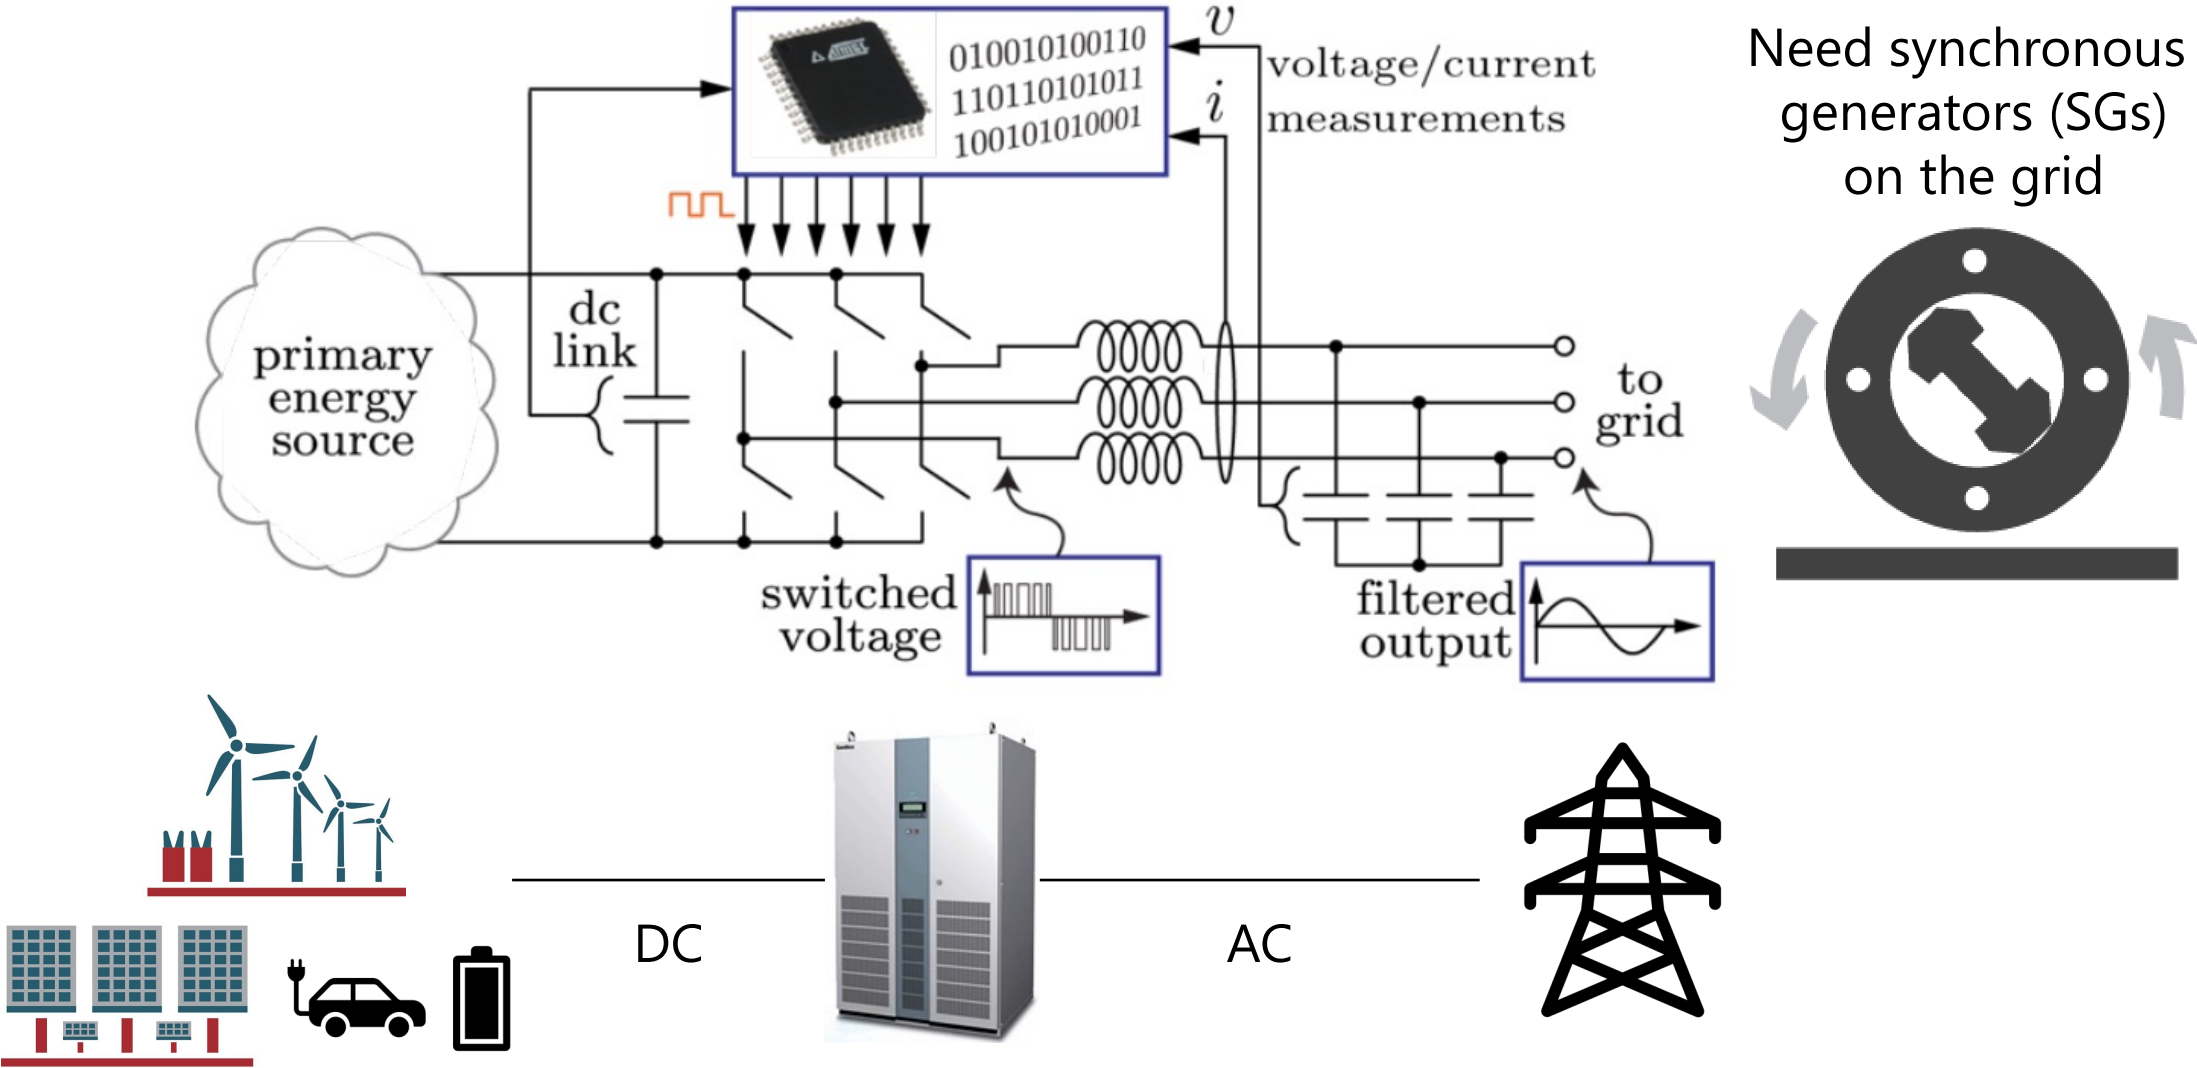 010010100110
110110101011
100101010001
v
i
voltage/current
measurements
Need synchronous
generators (SGs)
on the grid
primary
energy
source
dc
link
to
grid
switched
voltage
filtered
output
DC
AC